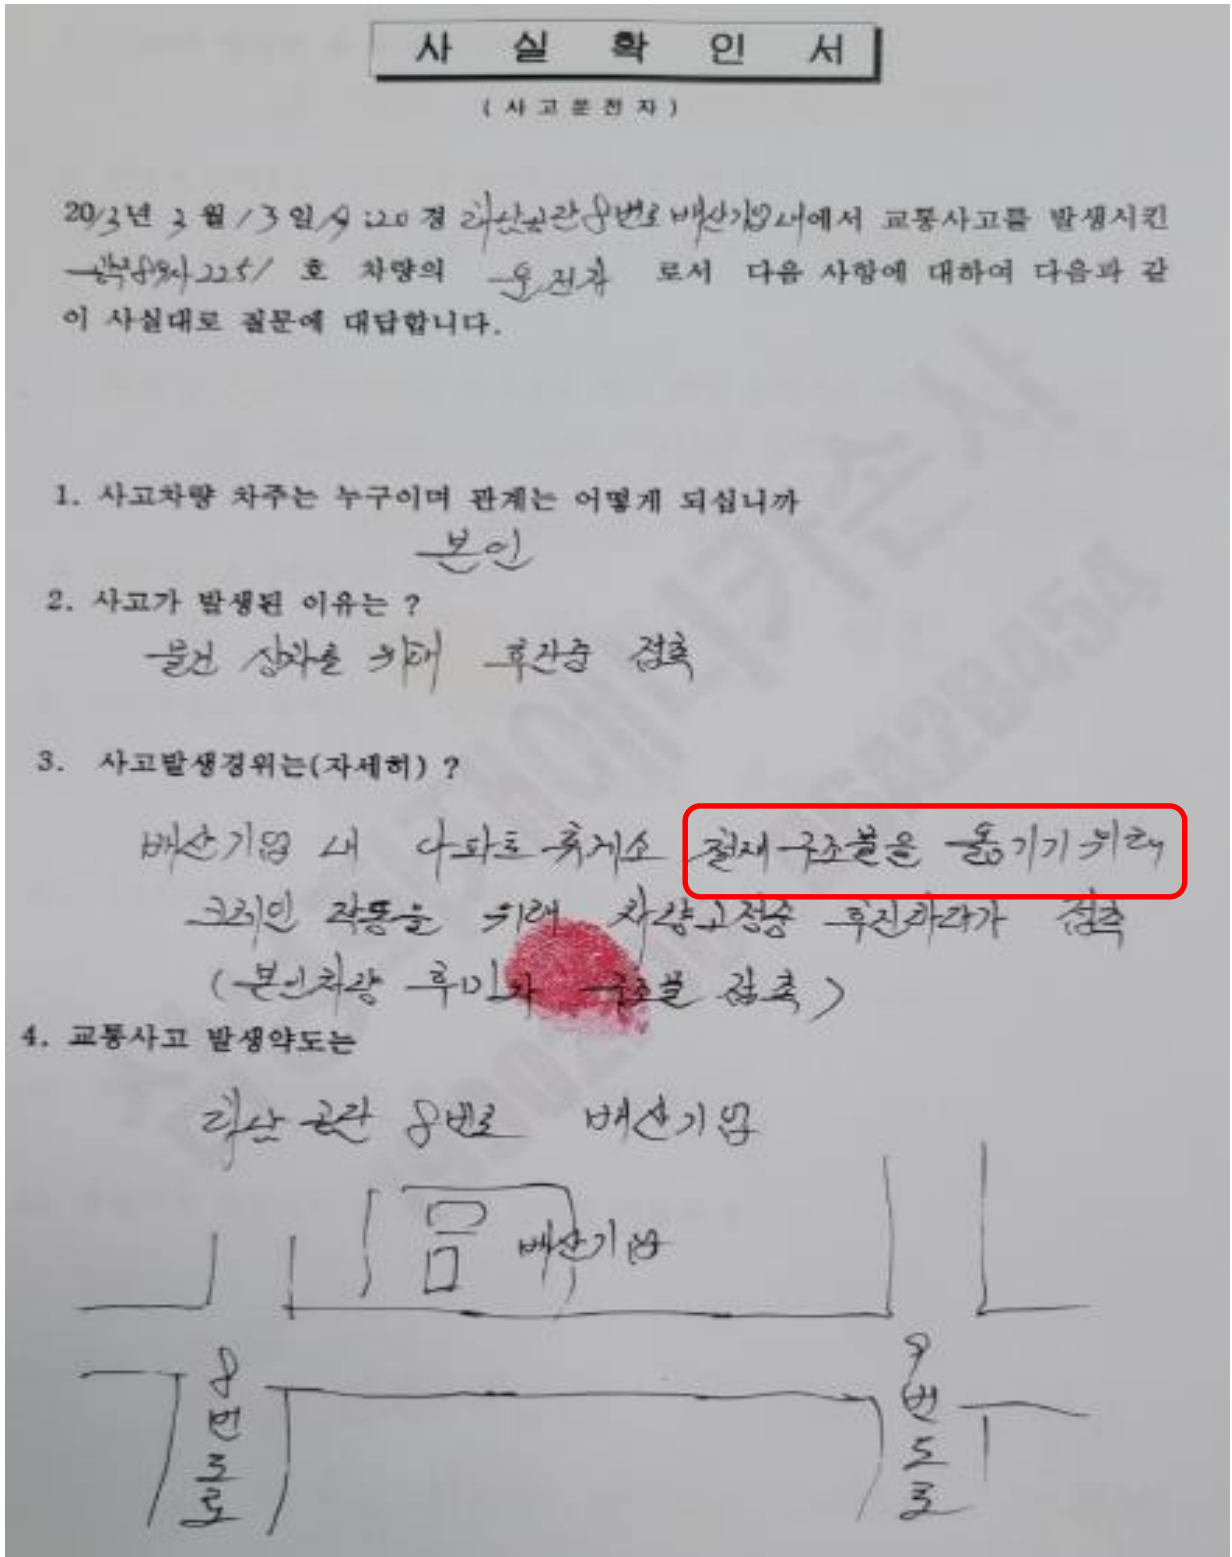 사 실 확 인 서
(사고운전자)
2013년 3월 13일 19:20경 하산공단8번로 배산기업내에서 교통사고를 발생시킨
2251 호 차량의 운전자 로서 다음 사항에 대하여 다음과 같
이 사실대로 질문에 대답합니다.
1. 사고차량 차주는 누구이며 관계는 어떻게 되십니까
본인
2. 사고가 발생된 이유는 ?
물건 상차를 위해 후진중 접촉
3. 사고발생경위는(자세히) ?
배산기업 내 휴게소 철재 구조물을 옮기기 위해
크레인 작동을 위해 차량고정중 후진하다가 접촉
(본인차량 후미가 구조물 접촉)
4. 교통사고 발생약도는
하산공단 8번로 배산기업
배산기업
8번도로
9번도로